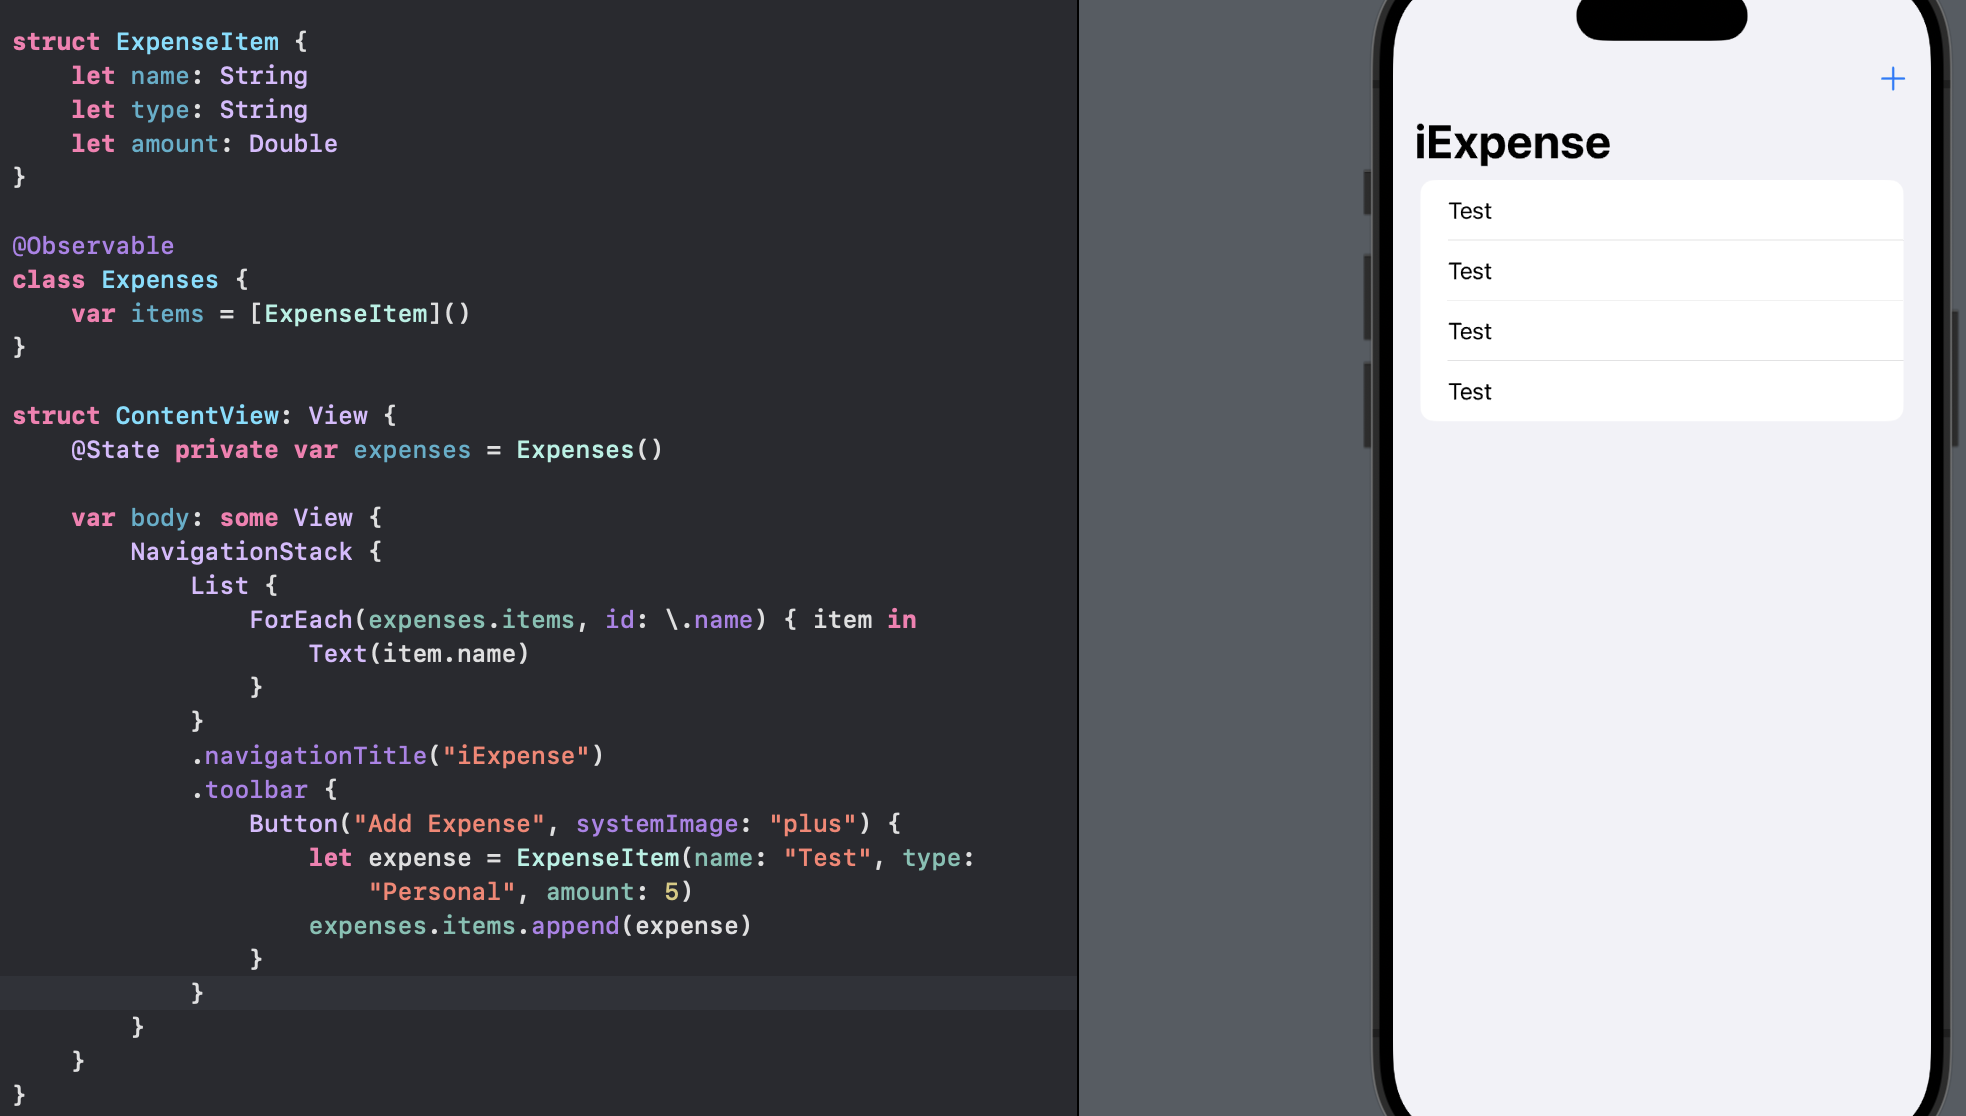 struct ExpenseItem {
    let name: String
    let type: String
    let amount: Double
}
@Observable
class Expenses {
    var items = [ExpenseItem]()
}
struct ContentView: View {
    @State private var expenses = Expenses()
    var body: some View {
        NavigationStack {
            List {
                ForEach(expenses.items, id: \.name) { item in
                    Text(item.name)
                }
            }
            .navigationTitle("iExpense")
            .toolbar {
                Button("Add Expense", systemImage: "plus") {
                    let expense = ExpenseItem(name: "Test", type:
                        "Personal", amount: 5)
                    expenses.items.append(expense)
                }
            }
        }
    }
}
iExpense
Test
Test
Test
Test